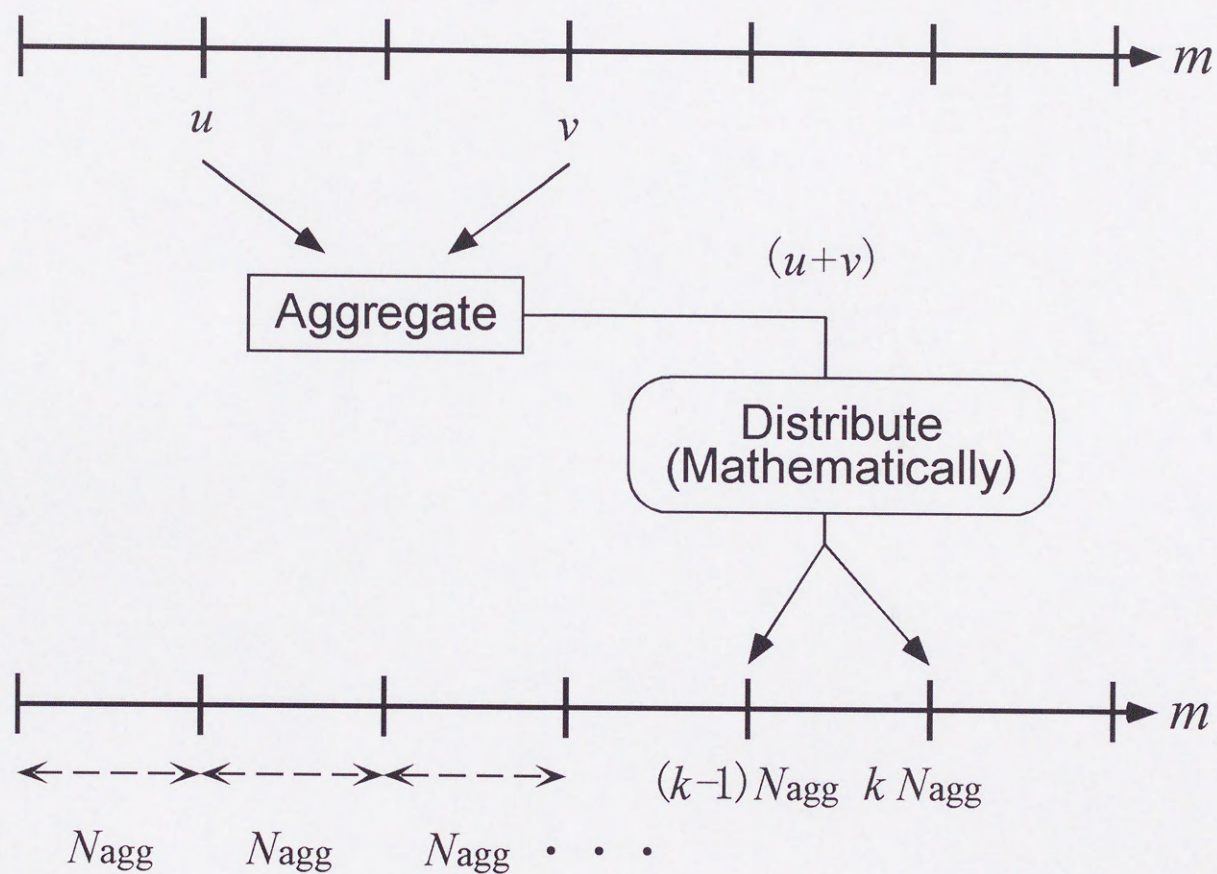 m
u v
(u+v)
Aggregate
Distribute
(Mathematically)
m
(k−1) Nagg k Nagg
Nagg Nagg Nagg · · ·